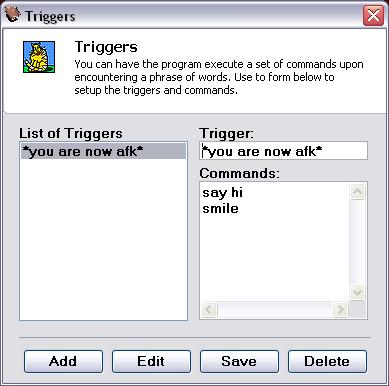 Triggers
Triggers
You can have the program execute a set of commands upon
encountering a phrase of words. Use to form below to
setup the triggers and commands.
List of Triggers
*you are now afk*
Trigger:
*you are now afk*
Commands:
say hi
smile
Add
Edit
Save
Delete